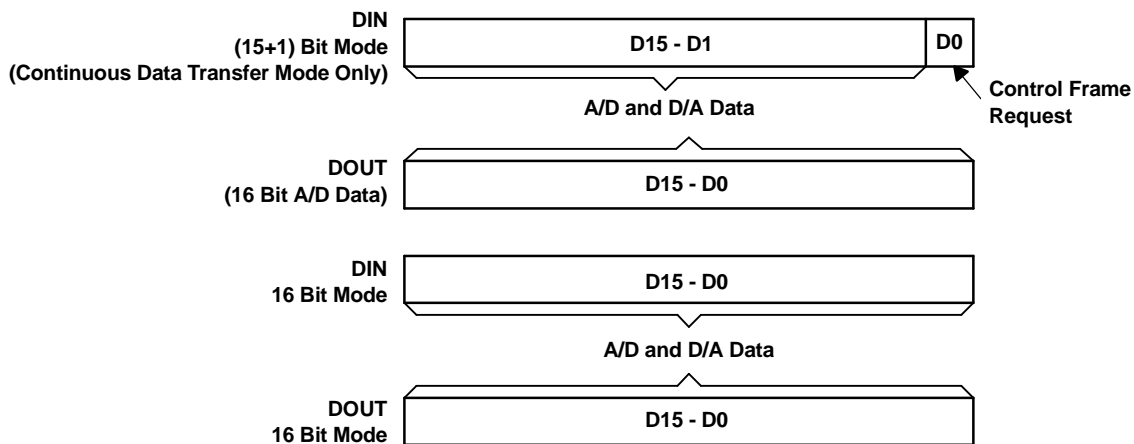 DIN
(15+1) Bit Mode
(Continuous Data Transfer Mode Only)
D15 - D1
D0
Control Frame
Request
A/D and D/A Data
DOUT
(16 Bit A/D Data)
D15 - D0
DIN
16 Bit Mode
D15 - D0
A/D and D/A Data
DOUT
16 Bit Mode
D15 - D0